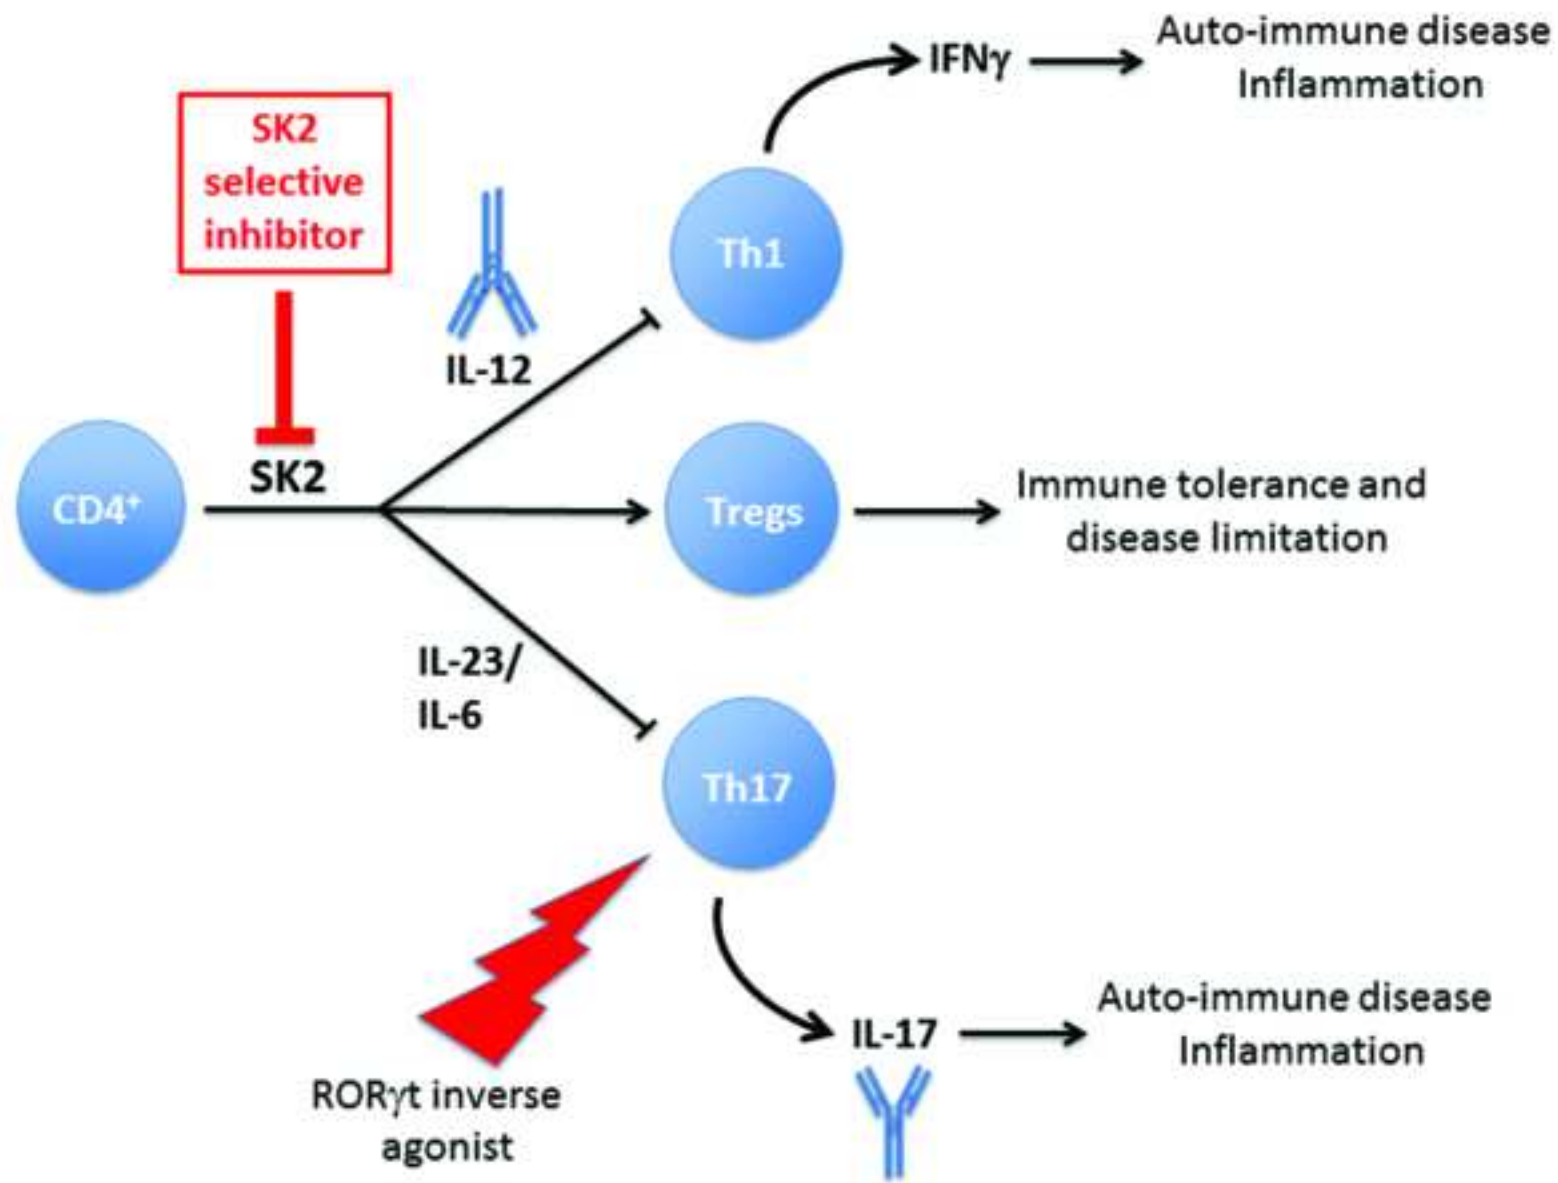 IFNγ
Auto-immune disease
Inflammation
SK2
selective
inhibitor
Th1
IL-12
SK2
CD4⁺
Tregs
Immune tolerance and
disease limitation
IL-23/
IL-6
Th17
IL-17
Auto-immune disease
Inflammation
RORγt inverse
agonist